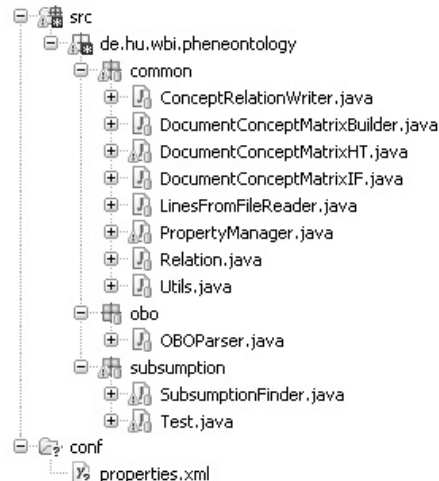 src
de.hu.wbi.pheneontology
common
ConceptRelationWriter.java
DocumentConceptMatrixBuilder.java
DocumentConceptMatrixHT.java
DocumentConceptMatrixIF.java
LinesFromFileReader.java
PropertyManager.java
Relation.java
Utils.java
obo
OBOParser.java
subsumption
SubsumptionFinder.java
Test.java
conf
properties.xml